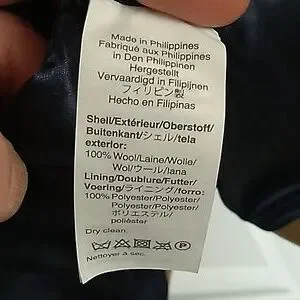 Made in Philippines
Fabriqué aux Philippines
In Den Philippinen
Hergestellt
Vervaardigd in Filipijnen
フィリピン製
Hecho en Filipinas
Shell/Extérieur/Oberstoff/
Buitenkant/シェル/tela
exterior:
100% Wool/Laine/Wolle/
Wol/ウール/lana
Lining/Doublure/Futter/
Voering/ライニング/forro:
100% Polyester/Polyester/
Polyester/Polyester/
ポリエステル/
poliéster
Dry clean.
Nettoyer à sec.